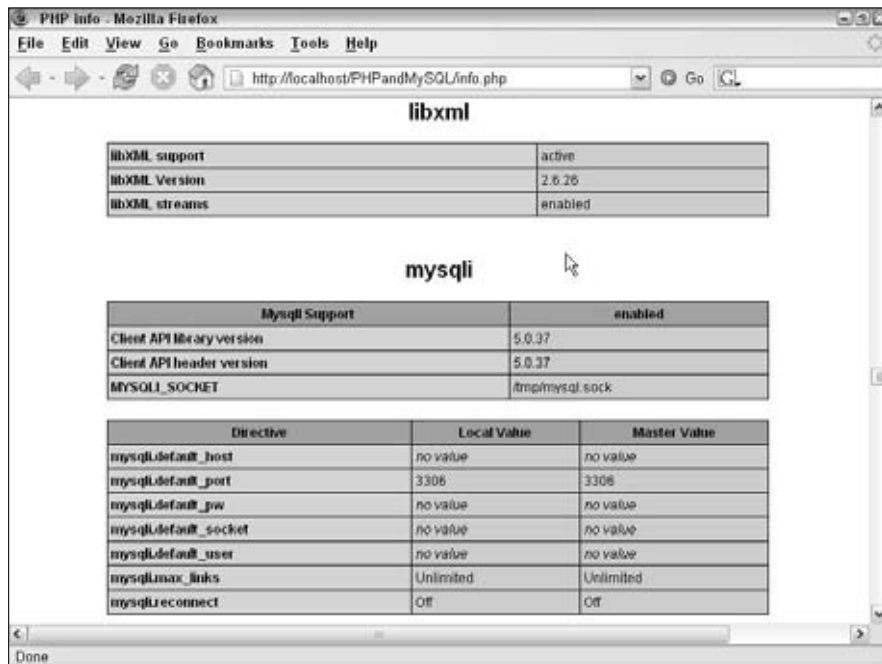 PHP info - Mozilla Firefox
File Edit View Go Bookmarks Tools Help
http://localhost/PHPandMySQL/info.php Go G
libxml
libXML support active
libXML Version 2.6.26
libXML streams enabled
mysqli
MysqlI Support enabled
Client API library version 5.0.37
Client API header version 5.0.37
MYSQLI_SOCKET /tmp/mysql.sock
Directive Local Value Master Value
mysqli.default_host no value no value
mysqli.default_port 3306 3306
mysqli.default_pw no value no value
mysqli.default_socket no value no value
mysqli.default_user no value no value
mysqli.max_links Unlimited Unlimited
mysqli.reconnect Off Off
Done